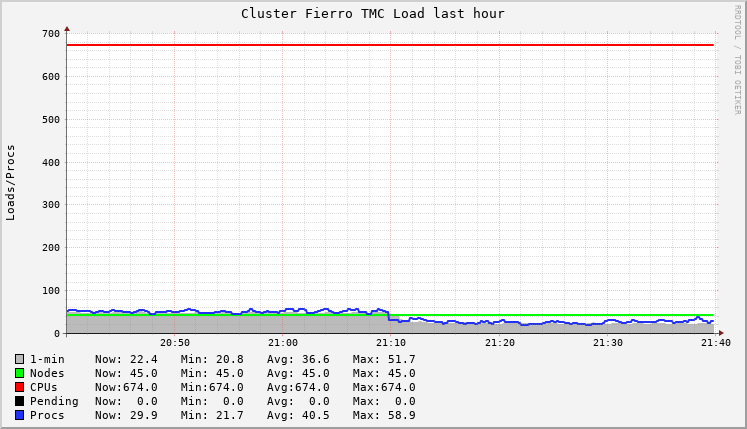 Cluster Fierro TMC Load last hour
RRDTOOL / TOBI OETIKER
Loads/Procs
700
600
500
400
300
200
100
0
20:50 21:00 21:10 21:20 21:30 21:40
1-min Now: 22.4 Min: 20.8 Avg: 36.6 Max: 51.7
Nodes Now: 45.0 Min: 45.0 Avg: 45.0 Max: 45.0
CPUs Now:674.0 Min:674.0 Avg:674.0 Max:674.0
Pending Now: 0.0 Min: 0.0 Avg: 0.0 Max: 0.0
Procs Now: 29.9 Min: 21.7 Avg: 40.5 Max: 58.9